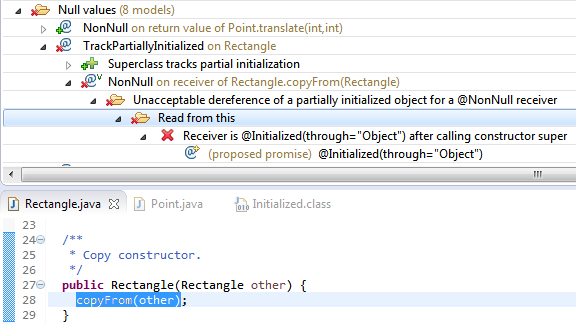 Null values (8 models)
NonNull on return value of Point.translate(int,int)
TrackPartiallyInitialized on Rectangle
Superclass tracks partial initialization
NonNull on receiver of Rectangle.copyFrom(Rectangle)
Unacceptable dereference of a partially initialized object for a @NonNull receiver
Read from this
Receiver is @Initialized(through="Object") after calling constructor super
(proposed promise) @Initialized(through="Object")
Rectangle.java Point.java Initialized.class
23
24 /**
25 * Copy constructor.
26 */
27 public Rectangle(Rectangle other) {
28 copyFrom(other);
29 }